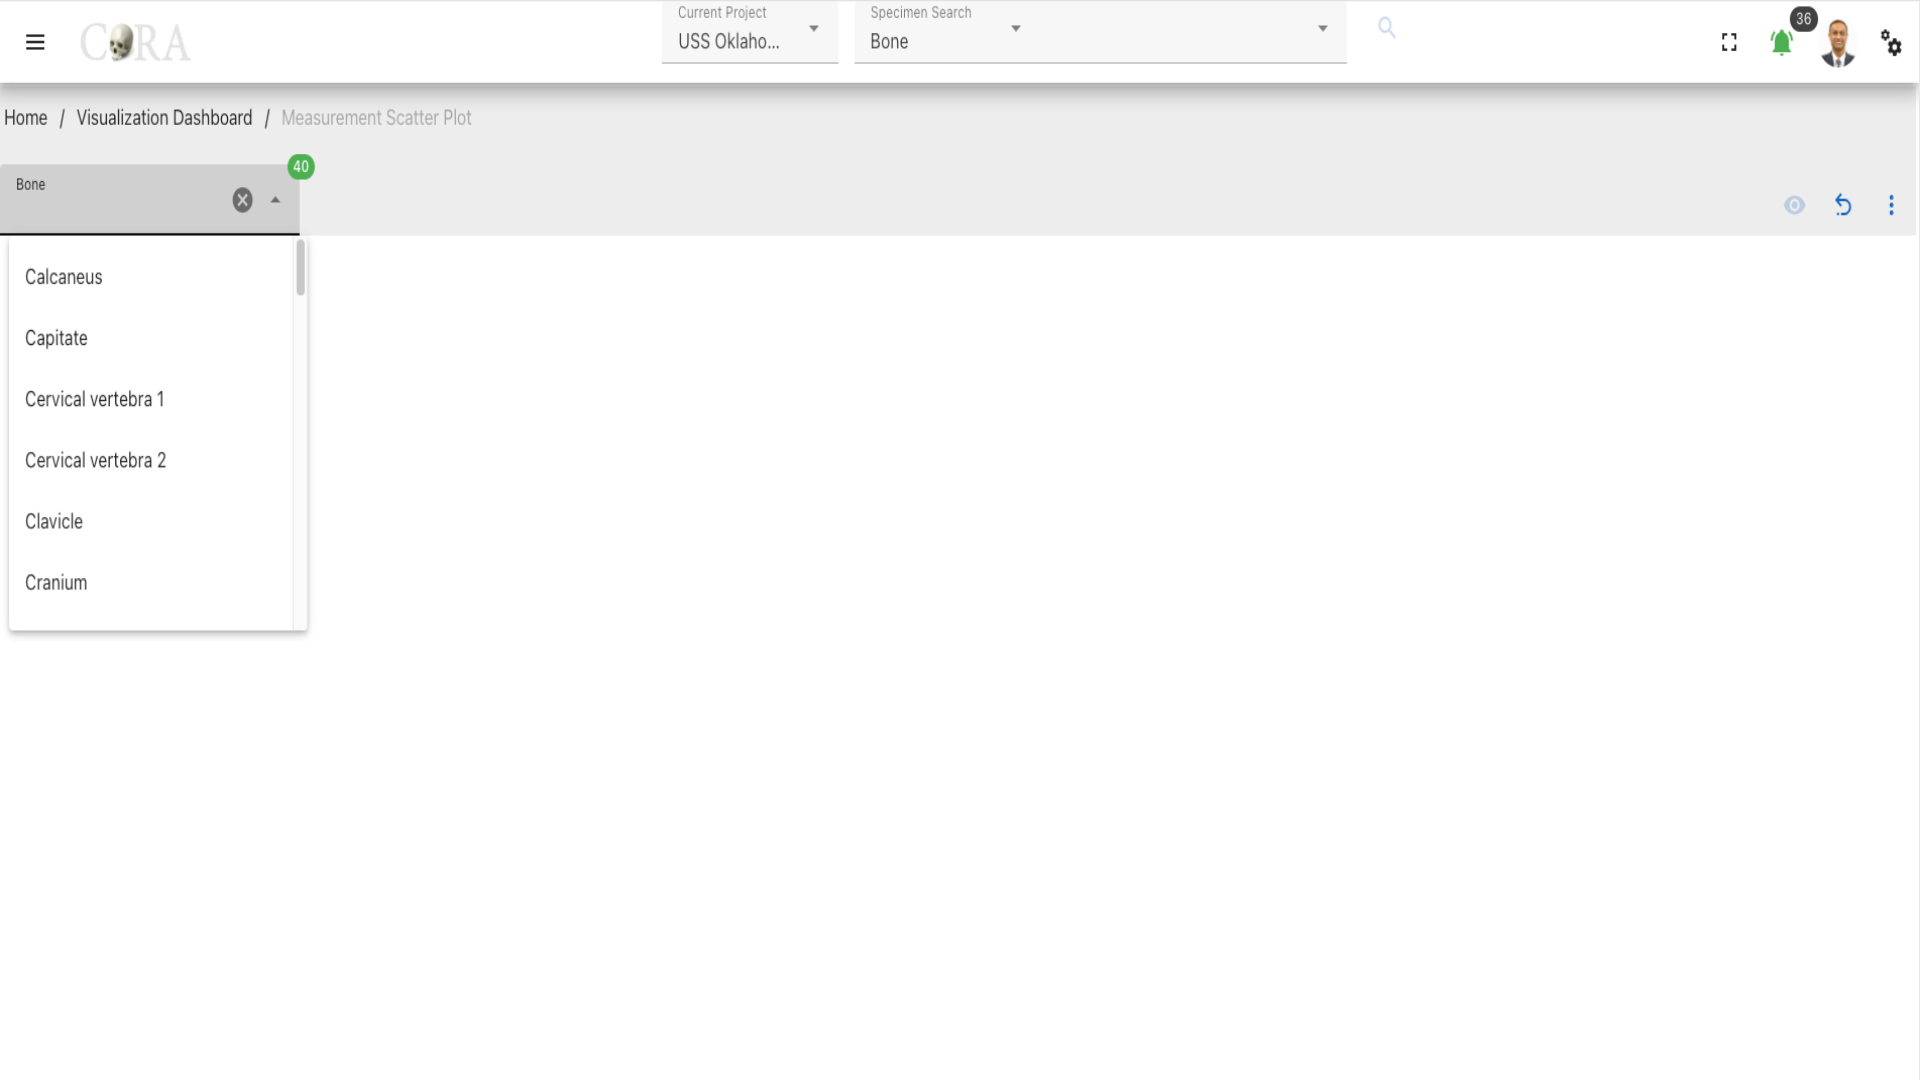 CORA
Current Project
USS Oklaho...
Specimen Search
Bone
36
Home / Visualization Dashboard / Measurement Scatter Plot
40
Bone
Calcaneus
Capitate
Cervical vertebra 1
Cervical vertebra 2
Clavicle
Cranium